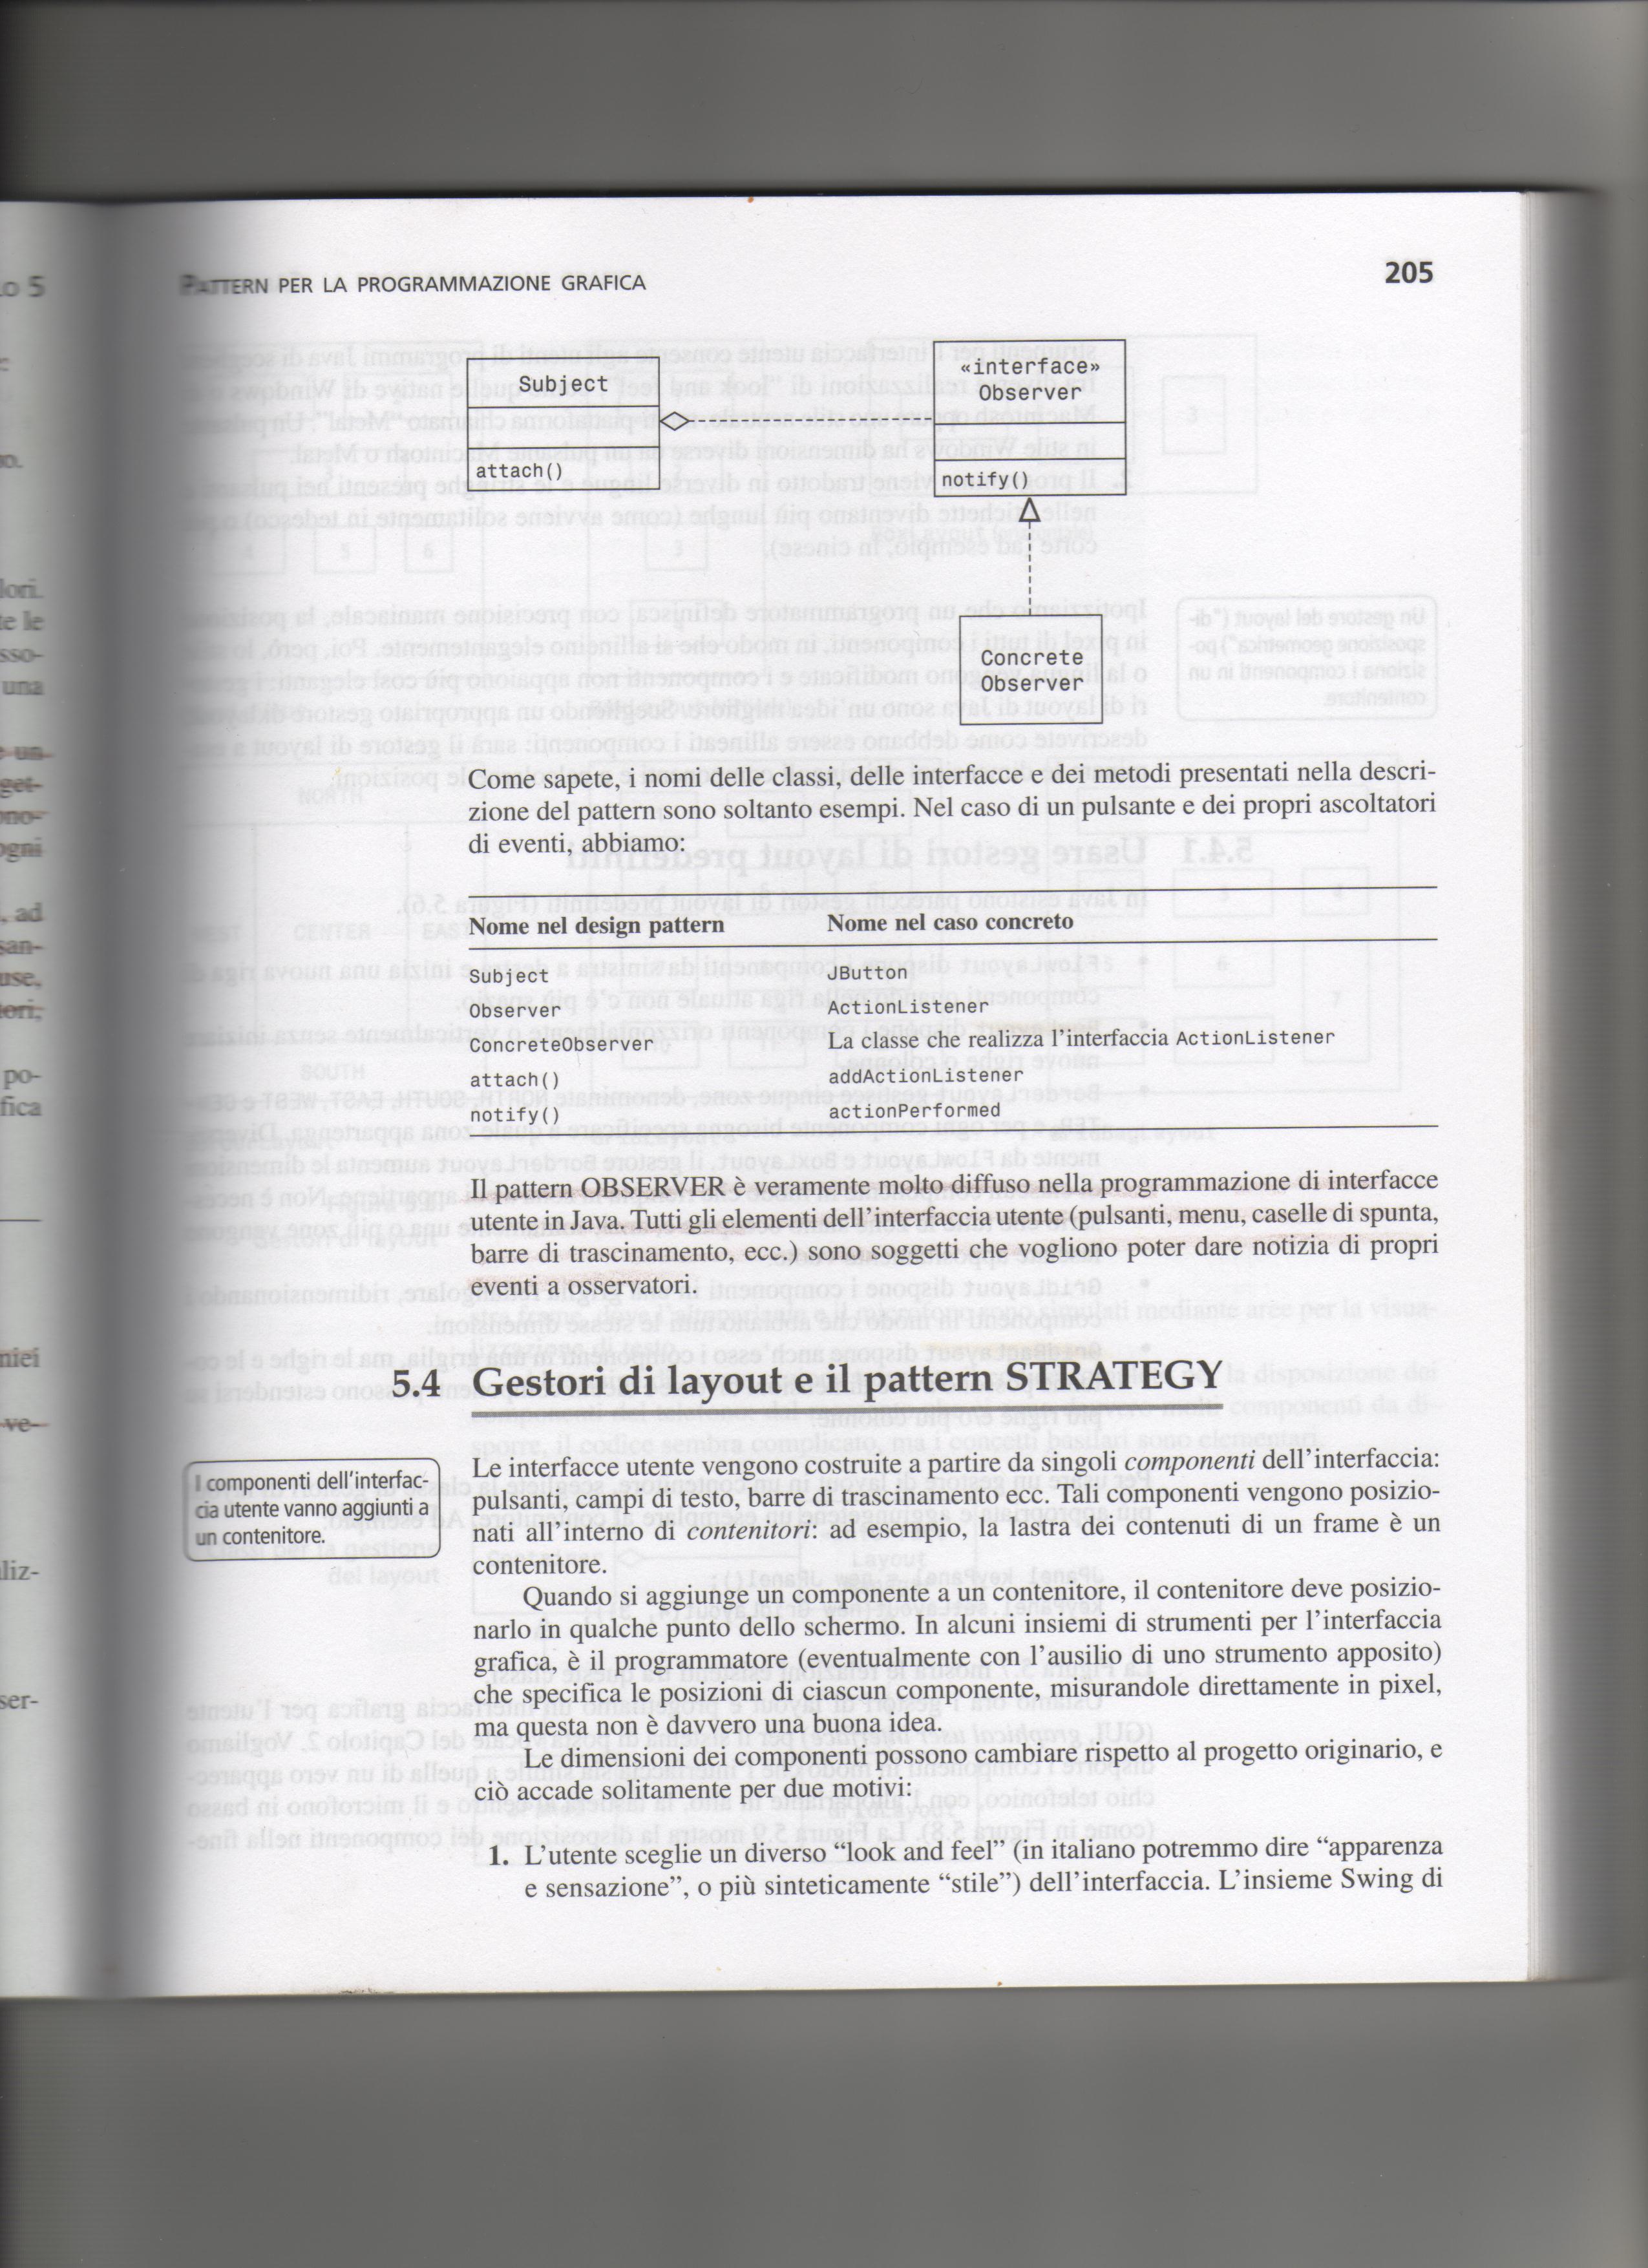 PATTERN PER LA PROGRAMMAZIONE GRAFICA
205
Subject
attach()
«interface»
Observer
notify()
Concrete
Observer
Come sapete, i nomi delle classi, delle interfacce e dei metodi presentati nella descri-
zione del pattern sono soltanto esempi. Nel caso di un pulsante e dei propri ascoltatori
di eventi, abbiamo:
Nome nel design pattern Nome nel caso concreto
Subject JButton
Observer ActionListener
ConcreteObserver La classe che realizza l'interfaccia ActionListener
attach() addActionListener
notify() actionPerformed
Il pattern OBSERVER è veramente molto diffuso nella programmazione di interfacce
utente in Java. Tutti gli elementi dell'interfaccia utente (pulsanti, menu, caselle di spunta,
barre di trascinamento, ecc.) sono soggetti che vogliono poter dare notizia di propri
eventi a osservatori.
5.4 Gestori di layout e il pattern STRATEGY
I componenti dell'interfac-
cia utente vanno aggiunti a
un contenitore.
Le interfacce utente vengono costruite a partire da singoli componenti dell'interfaccia:
pulsanti, campi di testo, barre di trascinamento ecc. Tali componenti vengono posizio-
nati all'interno di contenitori: ad esempio, la lastra dei contenuti di un frame è un
contenitore.
Quando si aggiunge un componente a un contenitore, il contenitore deve posizio-
narlo in qualche punto dello schermo. In alcuni insiemi di strumenti per l'interfaccia
grafica, è il programmatore (eventualmente con l'ausilio di uno strumento apposito)
che specifica le posizioni di ciascun componente, misurandole direttamente in pixel,
ma questa non è davvero una buona idea.
Le dimensioni dei componenti possono cambiare rispetto al progetto originario, e
ciò accade solitamente per due motivi:
1. L'utente sceglie un diverso “look and feel” (in italiano potremmo dire “apparenza
e sensazione”, o più sinteticamente “stile”) dell'interfaccia. L'insieme Swing di